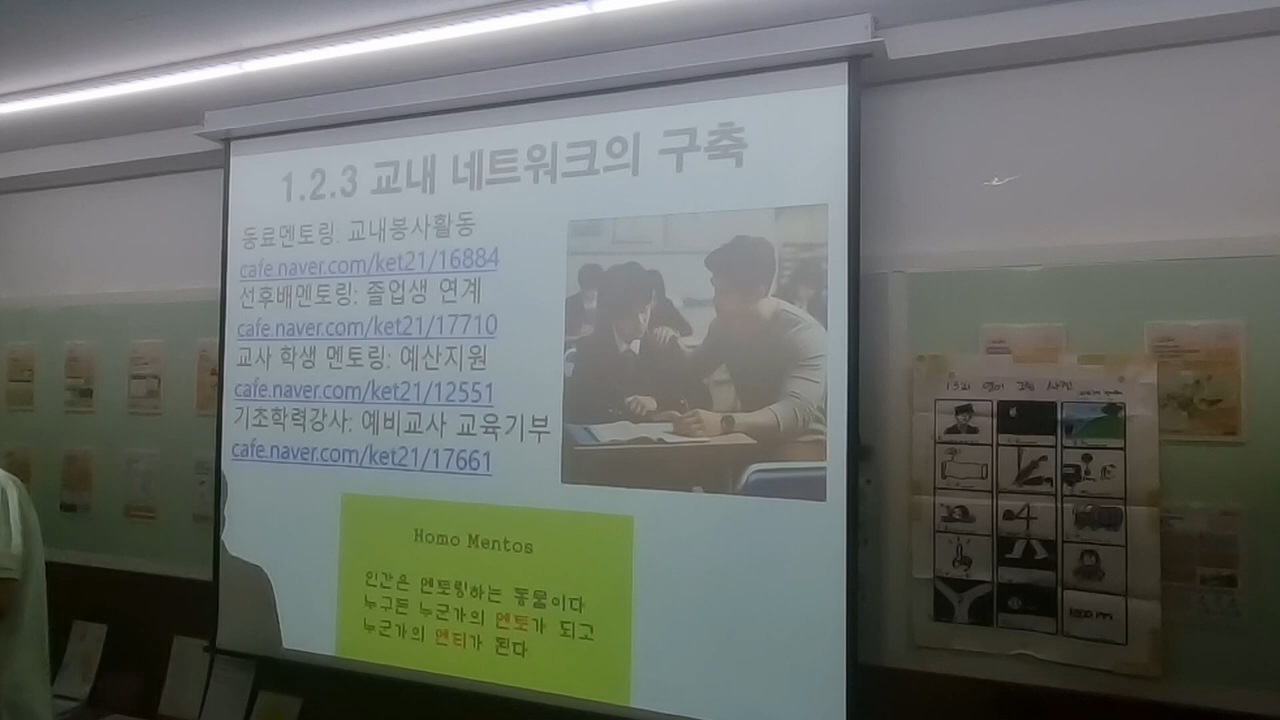 1.2.3 교내 네트워크의 구축
동료멘토링: 교내봉사활동
cafe.naver.com/ket21/16884
선후배멘토링: 졸업생 연계
cafe.naver.com/ket21/17710
교사 학생 멘토링: 예산지원
cafe.naver.com/ket21/12551
기초학력강사: 예비교사 교육기부
cafe.naver.com/ket21/17661
Homo Mentos
인간은 멘토링하는 동물이다
누구든 누군가의 멘토가 되고
누군가의 멘티가 된다
영어 그림 사전